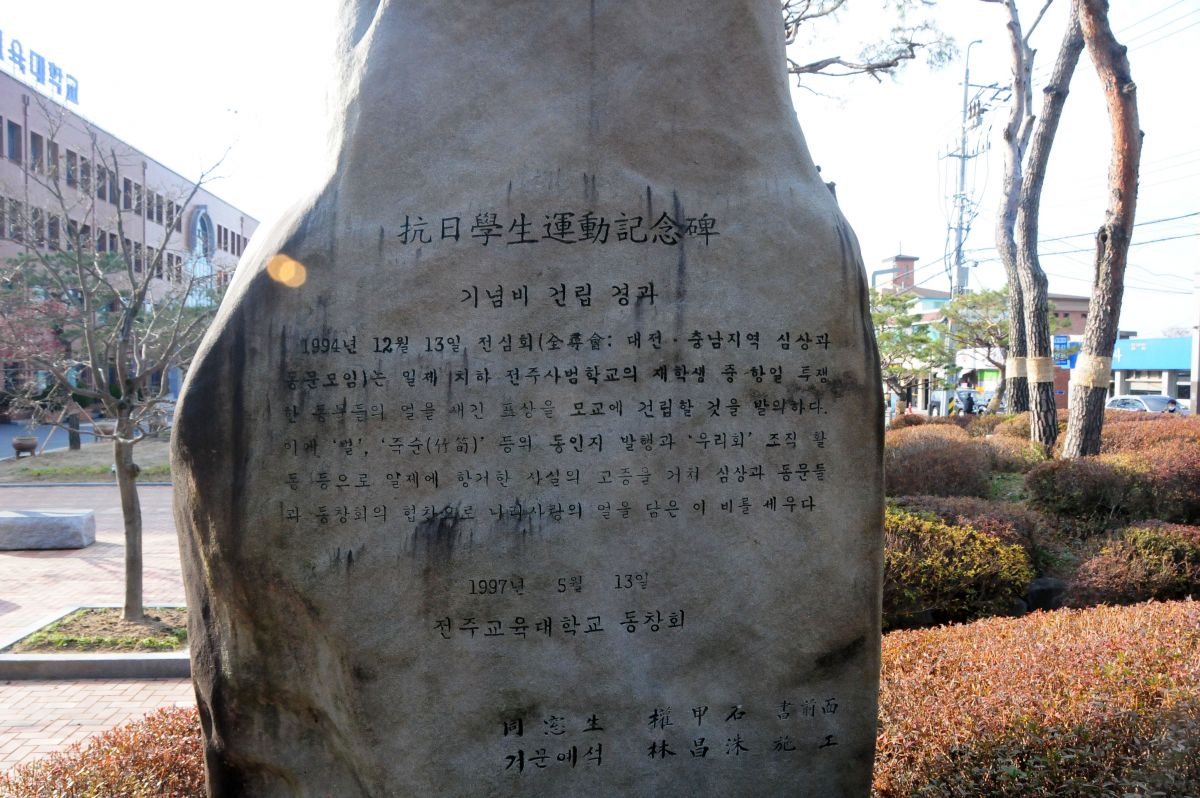 육대학교
抗日學生運動記念碑
기념비 건립 경과
1994년 12월 13일 전심회(全尋會: 대전·충남지역 심상과
동문모임)는 일제 치하 전주사범학교의 재학생 중 항일 투쟁
한 동문들의 얼을 새긴 표상을 모교에 건립할 것을 발의하다.
이에 '별', '죽순(竹筍)' 등의 동인지 발행과 '우리회' 조직 활
동 등으로 일제에 항거한 사실의 고증을 거쳐 심상과 동문들
과 동창회의 협찬으로 나라사랑의 얼을 담은 이 비를 세우다
1997년 5월 13일
전주교육대학교 동창회
同窓生 權甲石 書前面
거문예석 林昌洙 施工